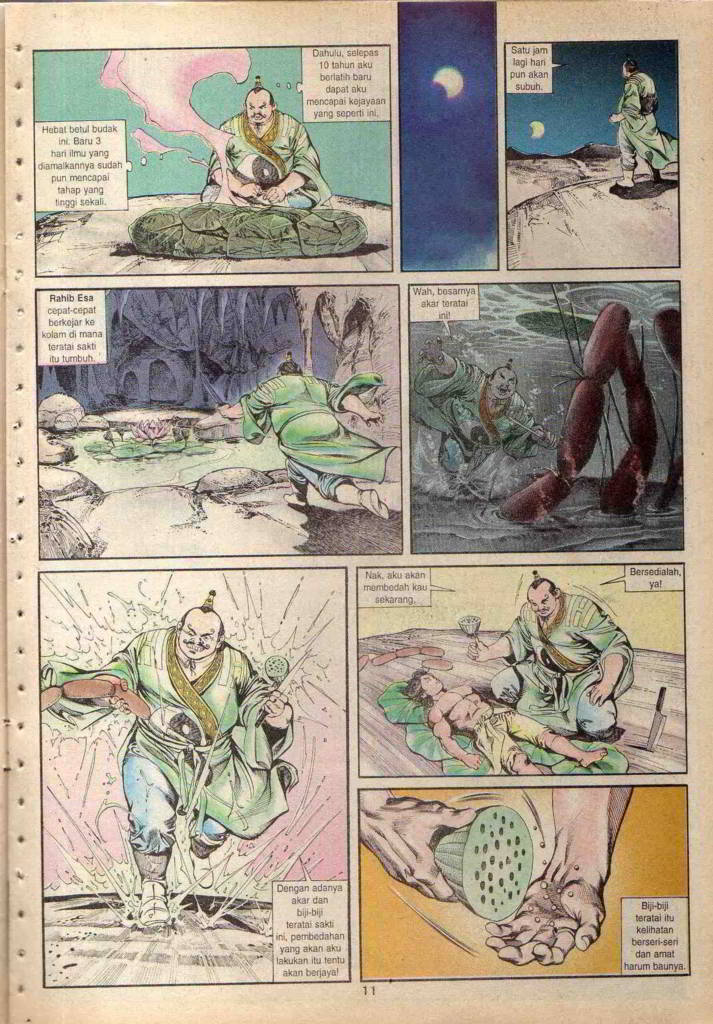 Hebat betul budak
ini. Baru 3
hari ilmu yang
diamalkannya sudah
pun mencapai
tahap yang
tinggi sekali.
Dahulu, selepas
10 tahun aku
berlatih baru
dapat aku
mencapai kejayaan
yang seperti ini.
Satu jam
lagi hari
pun akan
subuh.
Rahib Esa
cepat-cepat
berkejar ke
kolam di mana
teratai sakti
itu tumbuh.
Wah, besarnya
akar teratai
ini!
Dengan adanya
akar dan
biji-biji
teratai sakti
ini, pembedahan
yang akan aku
lakukan itu tentu
akan berjaya!
Nak, aku akan
membedah kau
sekarang.
Bersedialah,
ya!
Biji-biji
teratai itu
kelihatan
berseri-seri
dan amat
harum baunya.
11